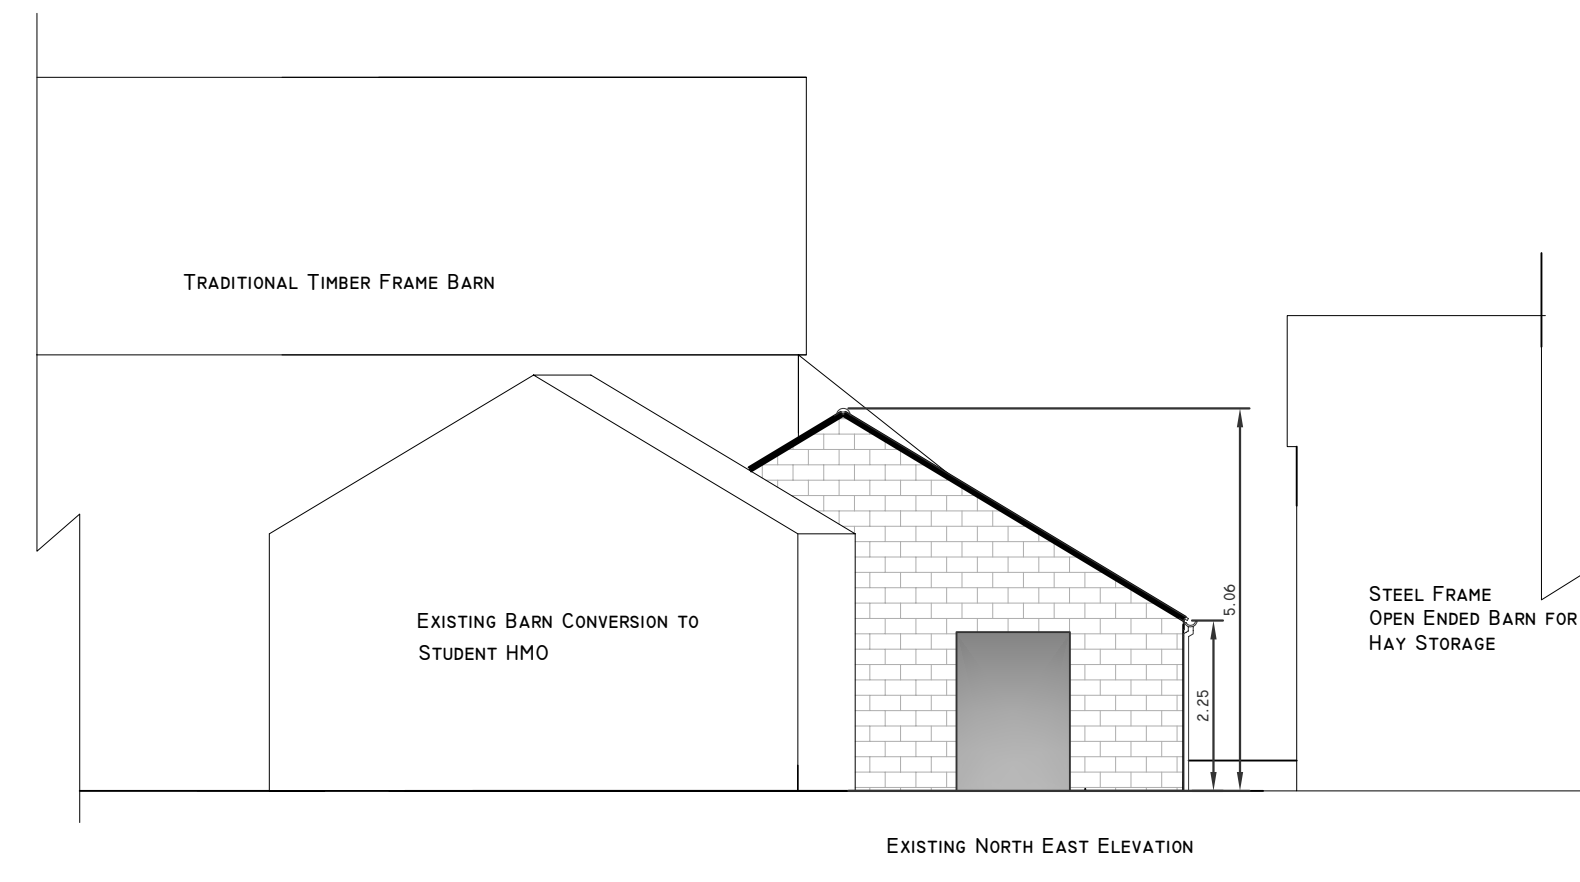 Traditional Timber Frame Barn
Existing Barn Conversion to
Student HMO
5.06
2.25
Steel Frame
Open Ended Barn for
Hay Storage
Existing North East Elevation